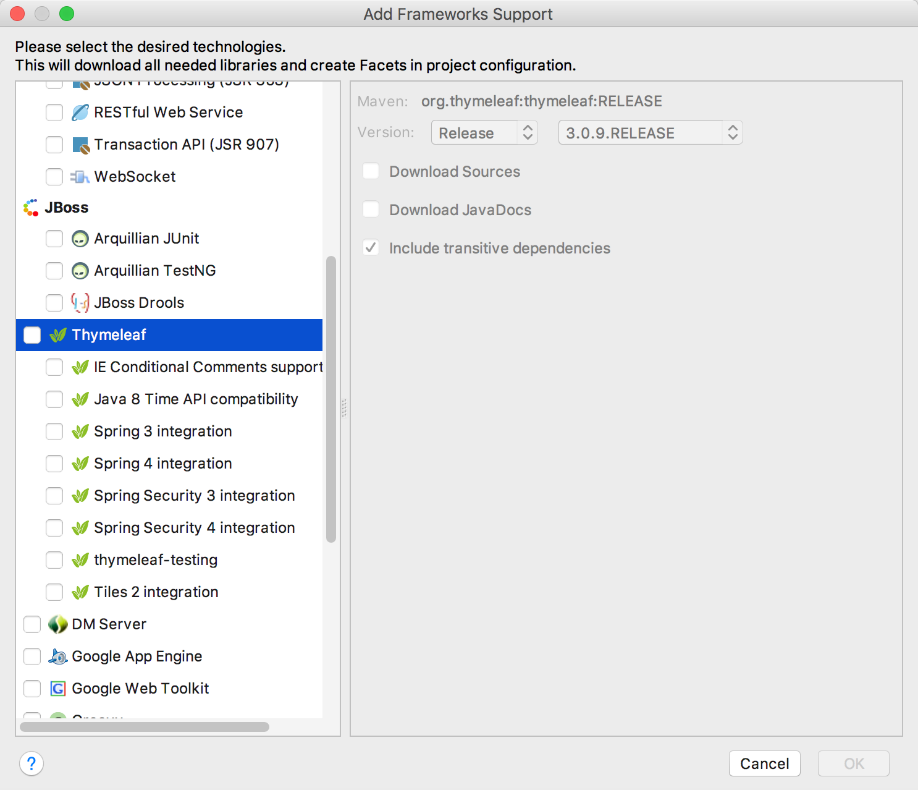 Add Frameworks Support
Please select the desired technologies.
This will download all needed libraries and create Facets in project configuration.
RESTful Web Service
Transaction API (JSR 907)
WebSocket
JBoss
Arquillian JUnit
Arquillian TestNG
JBoss Drools
Thymeleaf
IE Conditional Comments support
Java 8 Time API compatibility
Spring 3 integration
Spring 4 integration
Spring Security 3 integration
Spring Security 4 integration
thymeleaf-testing
Tiles 2 integration
DM Server
Google App Engine
Google Web Toolkit
Maven: org.thymeleaf:thymeleaf:RELEASE
Version: Release 3.0.9.RELEASE
Download Sources
Download JavaDocs
Include transitive dependencies
? Cancel OK